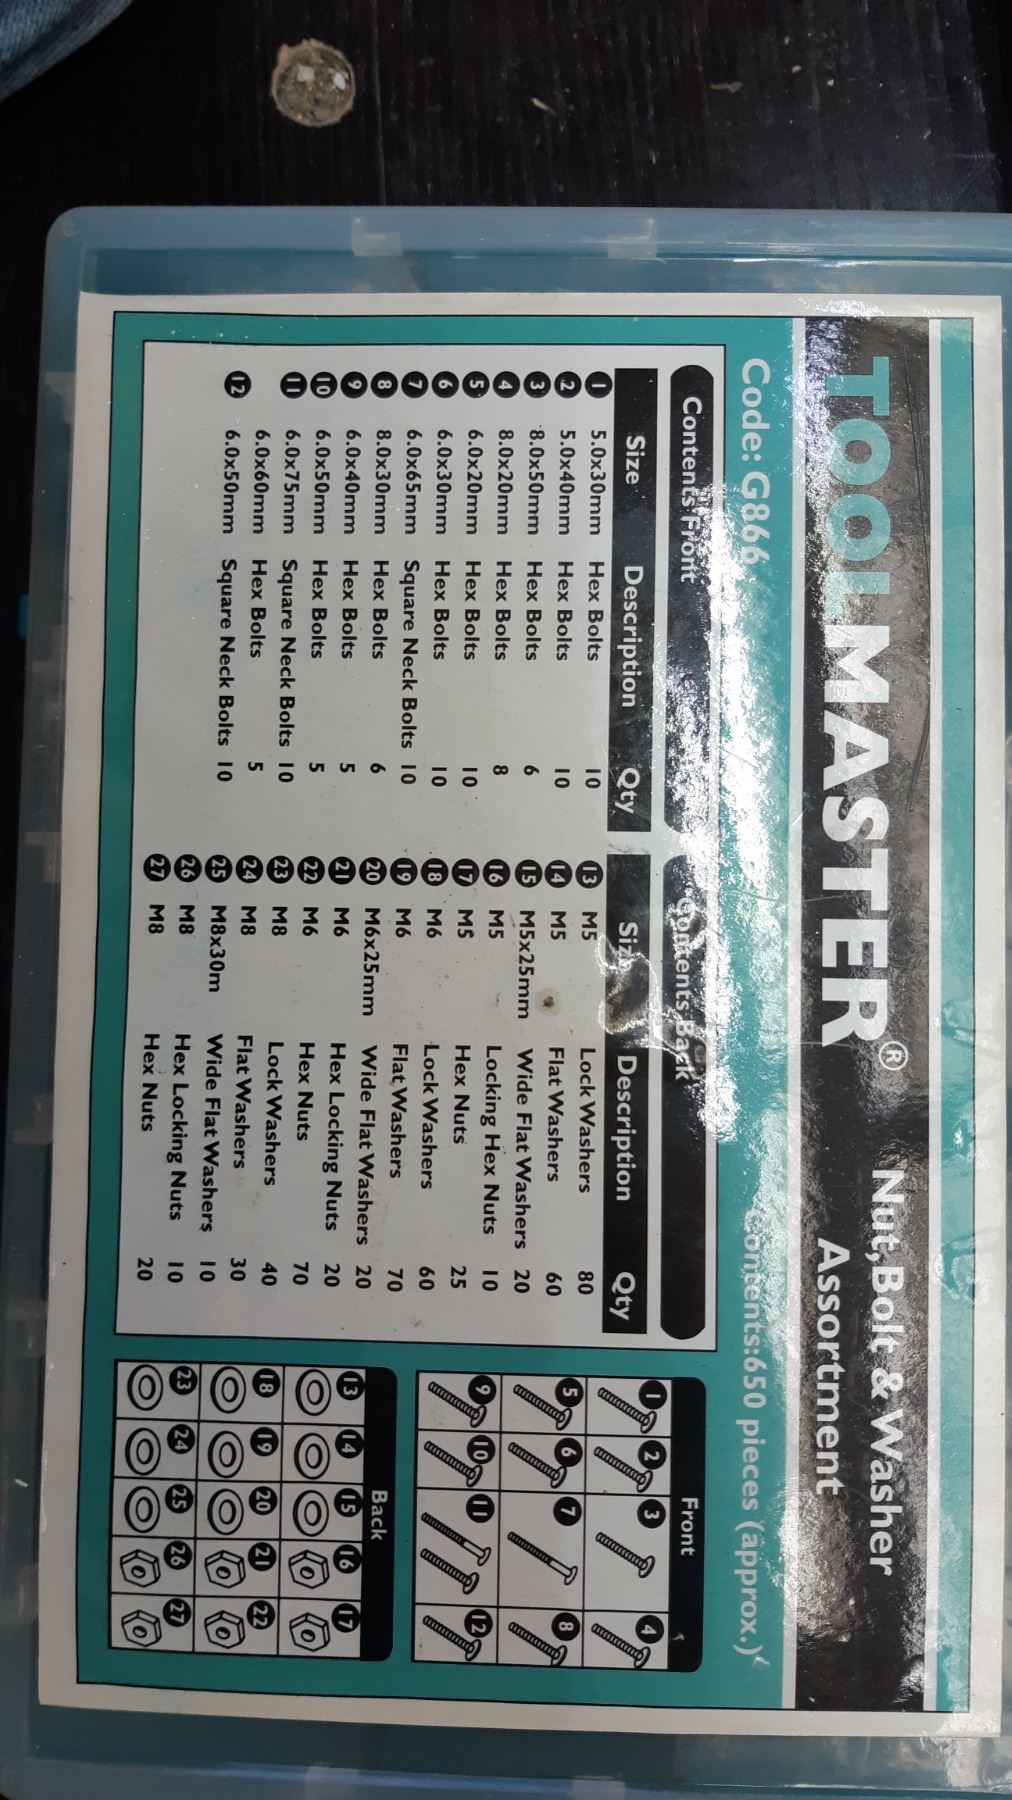 TOOLMASTER®
Nut, Bolt & Washer
Assortment
Code: G866
Contents:650 pieces (approx.)
Contents Front
Size Description Qty
1 5.0x30mm Hex Bolts 10
2 5.0x40mm Hex Bolts 10
3 8.0x50mm Hex Bolts 6
4 8.0x20mm Hex Bolts 8
5 6.0x20mm Hex Bolts 10
6 6.0x30mm Hex Bolts 10
7 6.0x65mm Square Neck Bolts 10
8 8.0x30mm Hex Bolts 6
9 6.0x40mm Hex Bolts 5
10 6.0x50mm Hex Bolts 5
11 6.0x75mm Square Neck Bolts 10
6.0x60mm Hex Bolts 5
12 6.0x50mm Square Neck Bolts 10
Contents Back
Size Description Qty
13 M5 Lock Washers 80
14 M5 Flat Washers 60
15 M5x25mm Wide Flat Washers 20
16 M5 Locking Hex Nuts 10
17 M5 Hex Nuts 25
18 M6 Lock Washers 60
19 M6 Flat Washers 70
20 M6x25mm Wide Flat Washers 20
21 M6 Hex Locking Nuts 20
22 M6 Hex Nuts 70
23 M8 Lock Washers 40
24 M8 Flat Washers 30
25 M8x30m Wide Flat Washers 10
26 M8 Hex Locking Nuts 10
27 M8 Hex Nuts 20
Front
1 2 3 4
5 6 7 8
9 10 11 12
Back
13 14 15 16 17
18 19 20 21 22
23 24 25 26 27